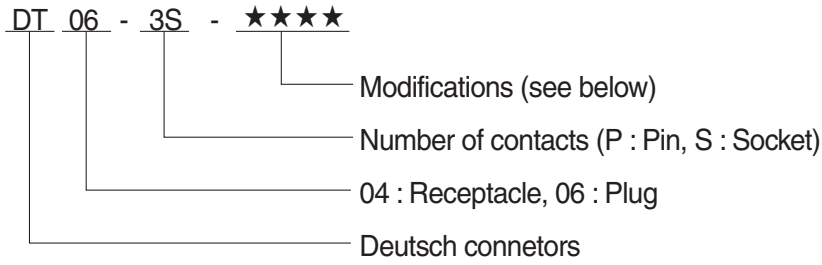 DT 06 - 3S - ★★★★
Modifications (see below)
Number of contacts (P : Pin, S : Socket)
04 : Receptacle, 06 : Plug
Deutsch connetors